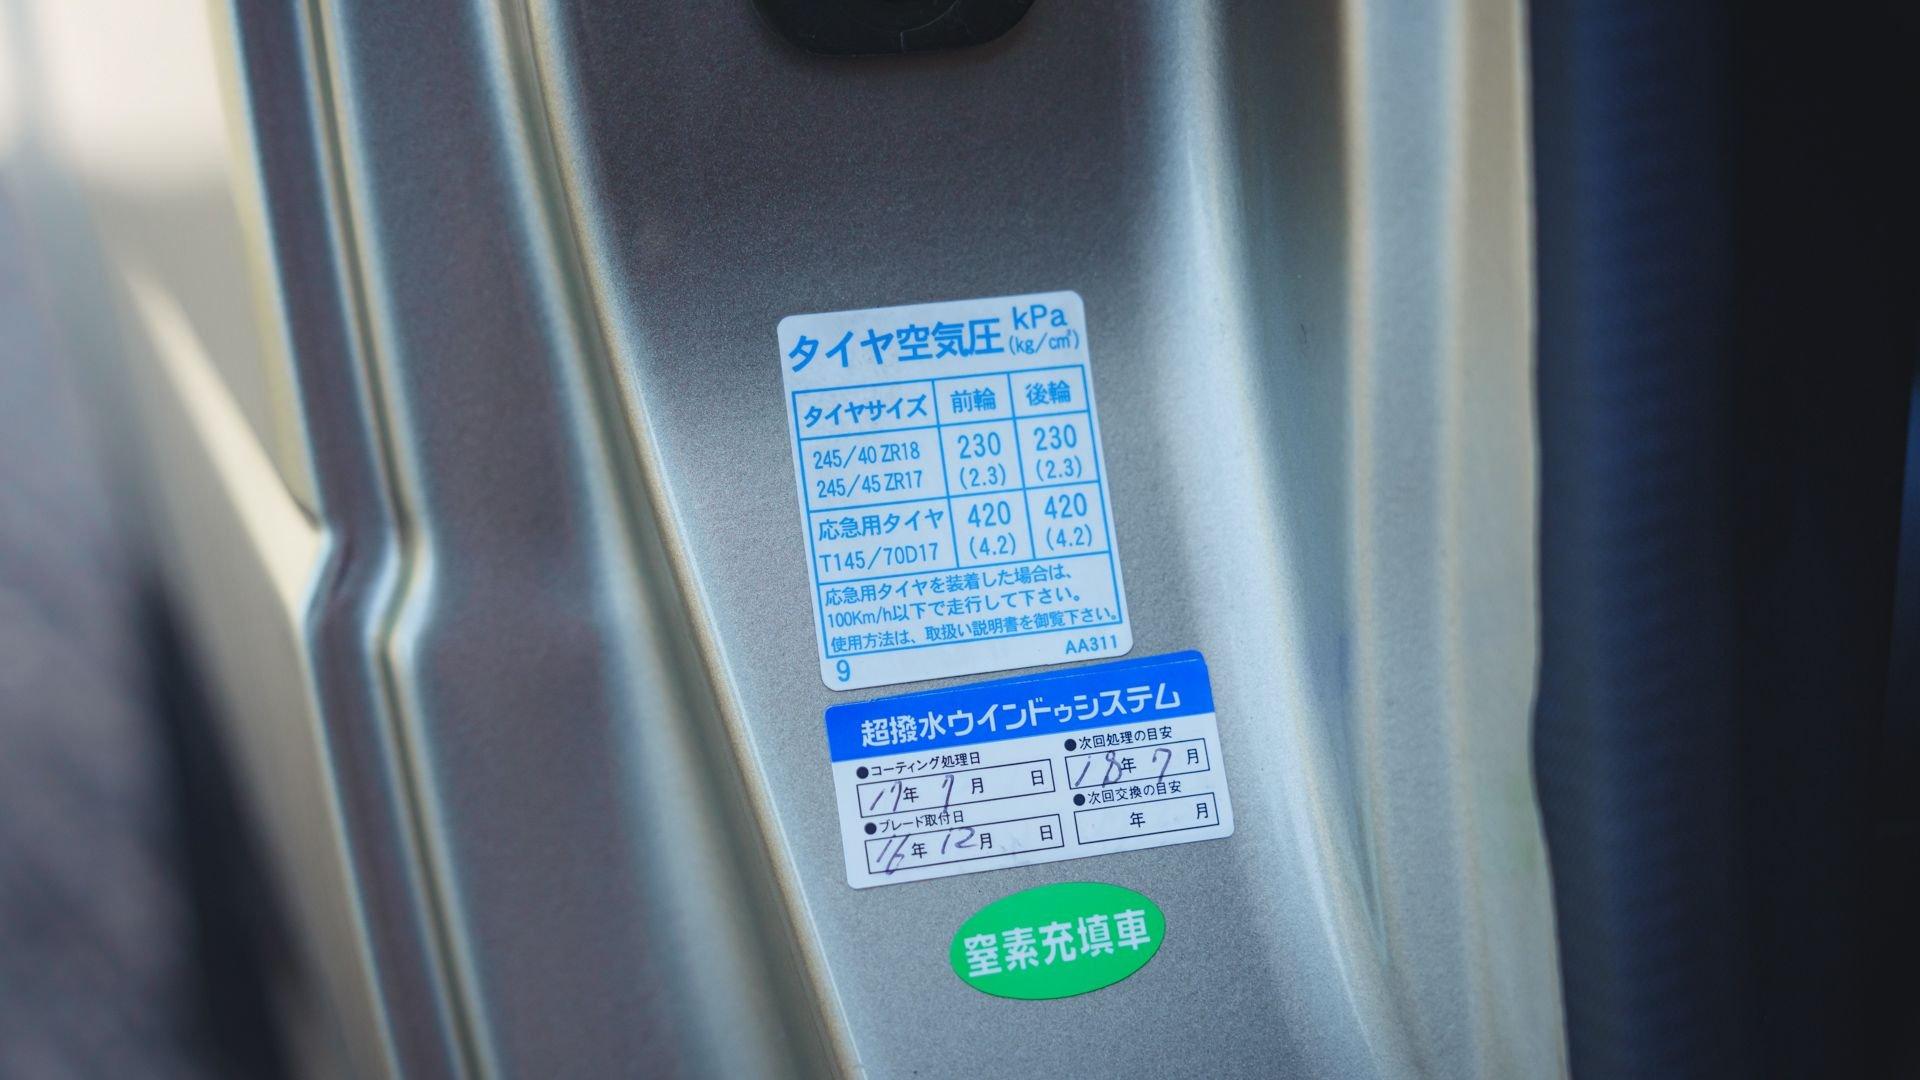 タイヤ空気圧 kPa (kg/cm²)
タイヤサイズ 前輪 後輪
245/40 ZR18
245/45 ZR17
230 (2.3)
230 (2.3)
応急用タイヤ
T145/70D17
420 (4.2)
420 (4.2)
応急用タイヤを装着した場合は、
100Km/h以下で走行して下さい。
使用方法は、取扱い説明書を御覧下さい。
9 AA311
超撥水ウインドゥシステム
●コーティング処理日
17年 7月 日
●次回処理の目安
18年 7月
●ブレード取付日
16年 12月 日
●次回交換の目安
年 月
窒素充填車